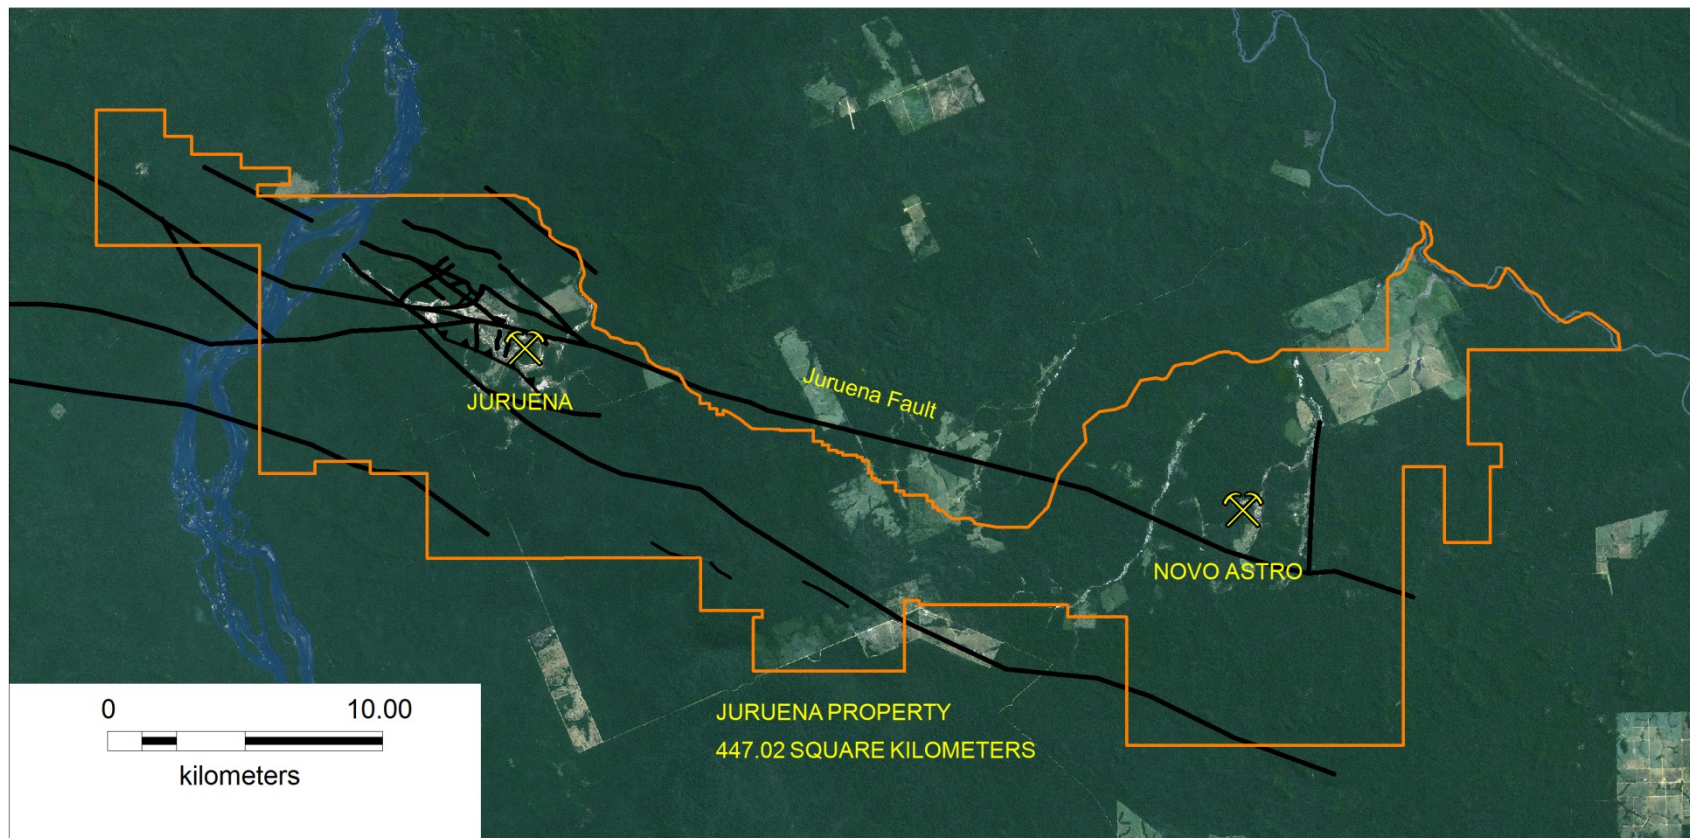 Juruena Fault
JURUENA
NOVO ASTRO
JURUENA PROPERTY
447.02 SQUARE KILOMETERS
0 10.00
kilometers